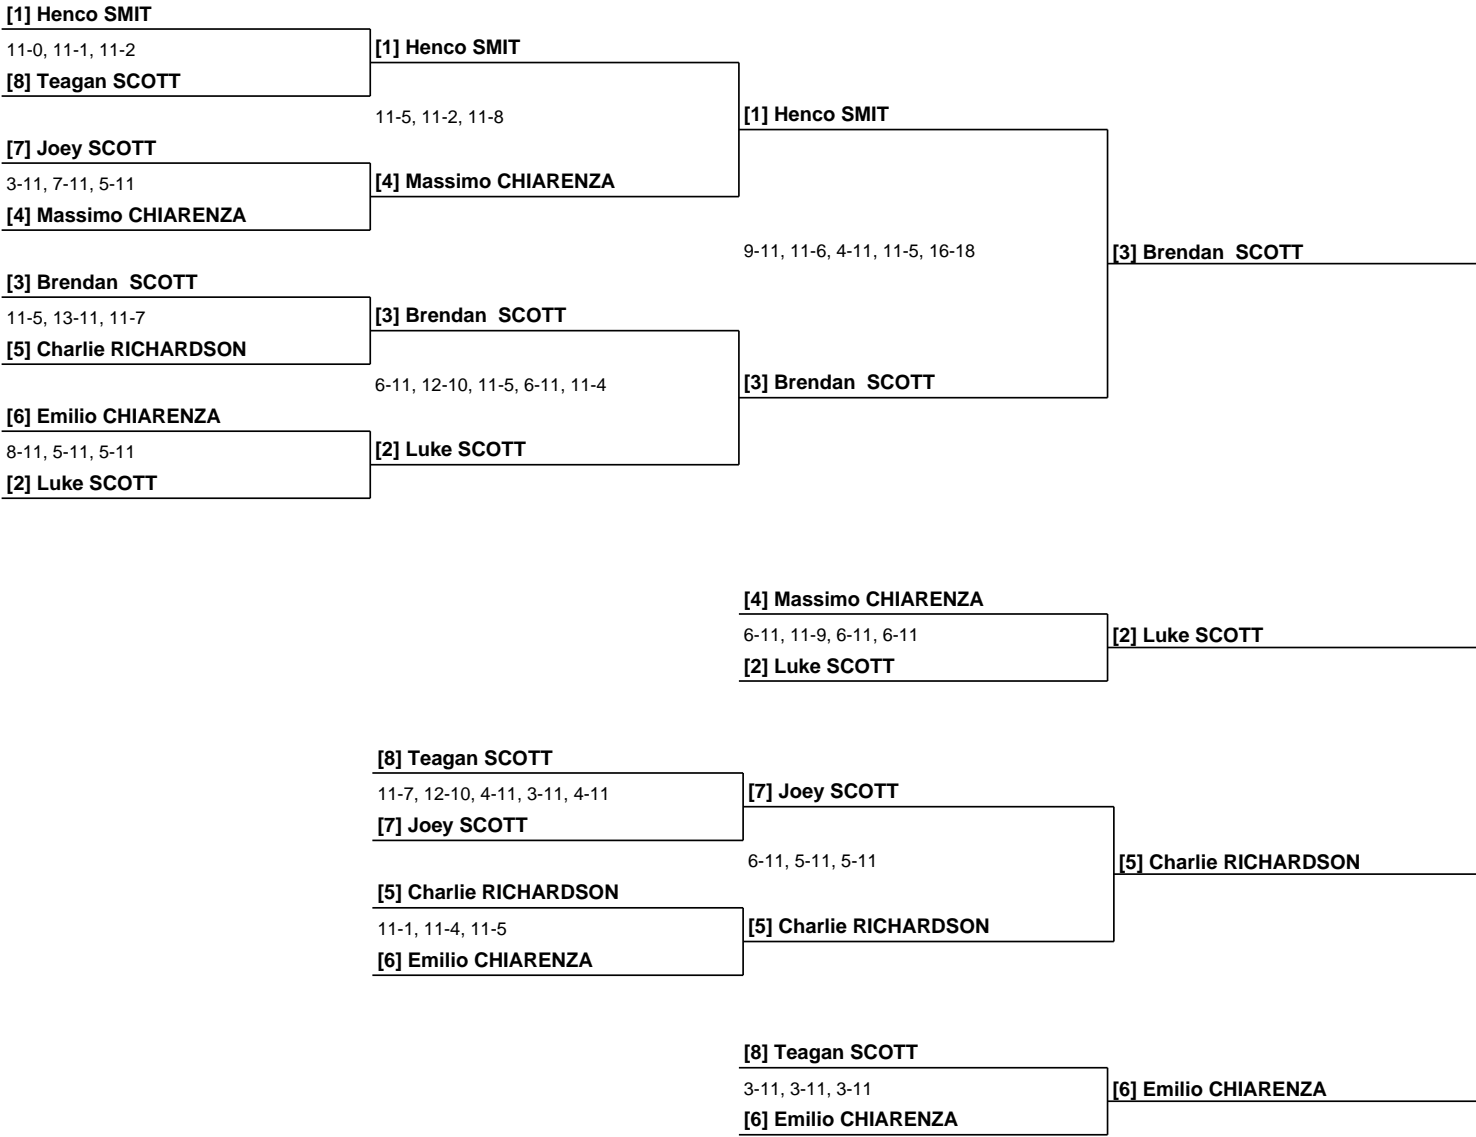 [1] Henco SMIT
11-0, 11-1, 11-2
[8] Teagan SCOTT
[1] Henco SMIT
11-5, 11-2, 11-8
[1] Henco SMIT
[7] Joey SCOTT
3-11, 7-11, 5-11
[4] Massimo CHIARENZA
[4] Massimo CHIARENZA
9-11, 11-6, 4-11, 11-5, 16-18
[3] Brendan  SCOTT
[3] Brendan  SCOTT
11-5, 13-11, 11-7
[5] Charlie RICHARDSON
[3] Brendan  SCOTT
6-11, 12-10, 11-5, 6-11, 11-4
[3] Brendan  SCOTT
[6] Emilio CHIARENZA
8-11, 5-11, 5-11
[2] Luke SCOTT
[2] Luke SCOTT
[4] Massimo CHIARENZA
6-11, 11-9, 6-11, 6-11
[2] Luke SCOTT
[2] Luke SCOTT
[8] Teagan SCOTT
11-7, 12-10, 4-11, 3-11, 4-11
[7] Joey SCOTT
[7] Joey SCOTT
6-11, 5-11, 5-11
[5] Charlie RICHARDSON
[5] Charlie RICHARDSON
11-1, 11-4, 11-5
[6] Emilio CHIARENZA
[5] Charlie RICHARDSON
[8] Teagan SCOTT
3-11, 3-11, 3-11
[6] Emilio CHIARENZA
[6] Emilio CHIARENZA